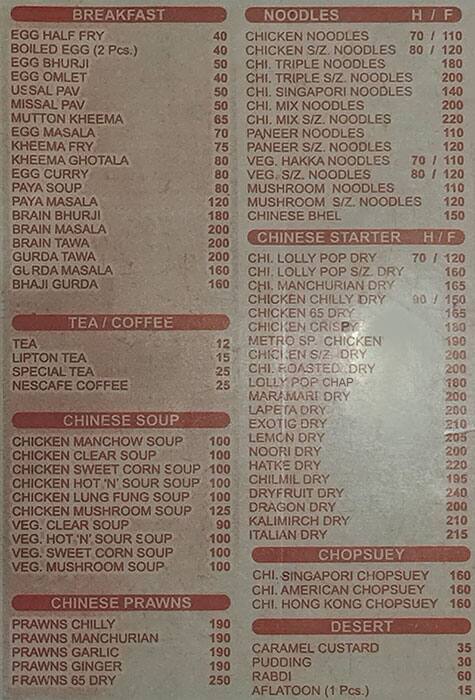 BREAKFAST
EGG HALF FRY 40
BOILED EGG (2 Pcs.) 40
EGG BHURJI 50
EGG OMLET 40
USSAL PAV 50
MISSAL PAV 50
MUTTON KHEEMA 65
EGG MASALA 70
KHEEMA FRY 75
KHEEMA GHOTALA 80
EGG CURRY 80
PAYA SOUP 80
PAYA MASALA 120
BRAIN BHURJI 180
BRAIN MASALA 200
BRAIN TAWA 200
GURDA TAWA 200
GURDA MASALA 160
BHAJI GURDA 160
TEA / COFFEE
TEA 12
LIPTON TEA 15
SPECIAL TEA 25
NESCAFE COFFEE 25
CHINESE SOUP
CHICKEN MANCHOW SOUP 100
CHICKEN CLEAR SOUP 100
CHICKEN SWEET CORN SOUP 100
CHICKEN HOT 'N' SOUR SOUP 100
CHICKEN LUNG FUNG SOUP 100
CHICKEN MUSHROOM SOUP 125
VEG. CLEAR SOUP 90
VEG. HOT 'N' SOUR SOUP 100
VEG. SWEET CORN SOUP 100
VEG. MUSHROOM SOUP 100
CHINESE PRAWNS
PRAWNS CHILLY 190
PRAWNS MANCHURIAN 190
PRAWNS GARLIC 190
PRAWNS GINGER 190
PRAWNS 65 DRY 250
NOODLES H / F
CHICKEN NOODLES 70 / 110
CHICKEN S/Z. NOODLES 80 / 120
CHI. TRIPLE NOODLES 180
CHI. TRIPLE S/Z. NOODLES 200
CHI. SINGAPORI NOODLES 140
CHI. MIX NOODLES 200
CHI. MIX S/Z. NOODLES 220
PANEER NOODLES 110
PANEER S/Z. NOODLES 120
VEG. HAKKA NOODLES 70 / 110
VEG. S/Z. NOODLES 80 / 120
MUSHROOM NOODLES 110
MUSHROOM S/Z. NOODLES 120
CHINESE BHEL 150
CHINESE STARTER H / F
CHI. LOLLY POP DRY 70 / 120
CHI. LOLLY POP S/Z. DRY 160
CHI. MANCHURIAN DRY 165
CHICKEN CHILLY DRY 90 / 150
CHICKEN 65 DRY 165
CHICKEN CRISPY 180
METRO SP. CHICKEN 190
CHICKEN S/Z. DRY 200
CHI. ROASTED DRY 200
LOLLY POP CHAP 180
MARAMARI DRY 200
LAPETA DRY 200
EXOTIG DRY 210
LEMON DRY 205
NOORI DRY 200
HATKE DRY 220
CHILMIL DRY 195
DRYFRUIT DRY 240
DRAGON DRY 200
KALIMIRCH DRY 210
ITALIAN DRY 215
CHOPSUEY
CHI. SINGAPORI CHOPSUEY 160
CHI. AMERICAN CHOPSUEY 160
CHI. HONG KONG CHOPSUEY 160
DESERT
CARAMEL CUSTARD 35
PUDDING 30
RABDI 60
AFLATOON (1 Pcs.)